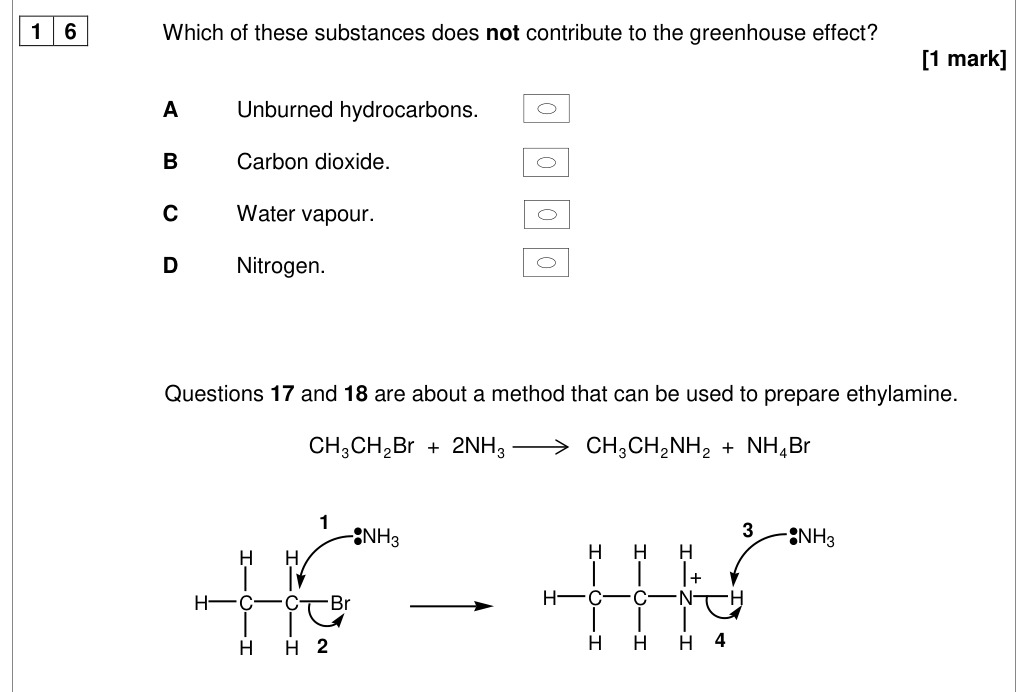 1 6 Which of these substances does not contribute to the greenhouse effect?
[1 mark]
A Unburned hydrocarbons.
B Carbon dioxide.
C Water vapour.
D Nitrogen.
Questions 17 and 18 are about a method that can be used to prepare ethylamine.
CH₃CH₂Br + 2NH₃ ⟶ CH₃CH₂NH₂ + NH₄Br
1 :NH₃ 3 :NH₃
H H H H H
+
H C C Br H C C N H
H H 2 H H H 4